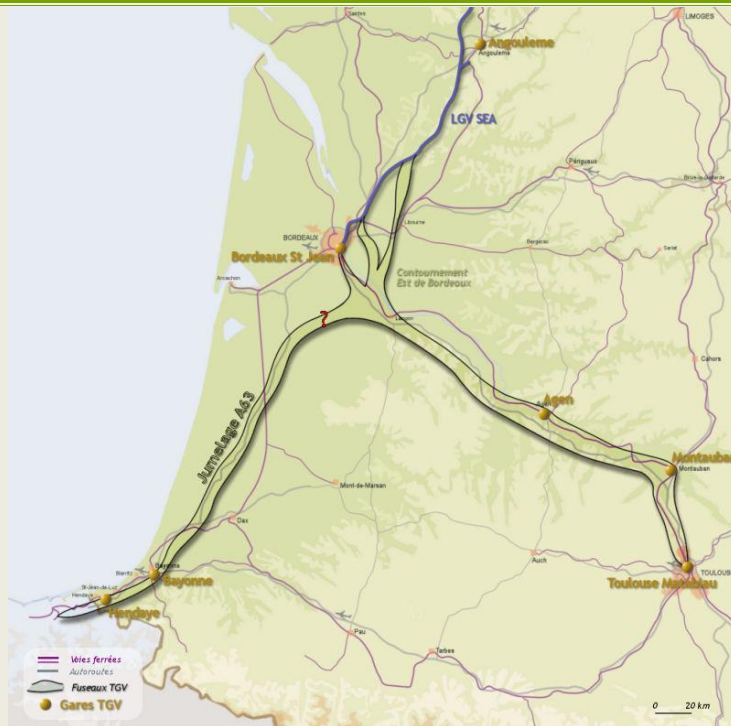 LIMOGES
Angouleme
Angouleme
LGV SEA
Périgueux
Libourne
BORDEAUX
Bordeaux St Jean
Bergerac
Sarlat
Arcachon
Contournement
Est de Bordeaux
?
Langon
Cahors
Agen
Jumelage A63
Montauban
Montauban
Mont-de-Marsan
Dax
Auch
Bayonne
Biarritz
Bayonne
TOULOUSE
Toulouse Matabiau
St-Jean-de-Luz
Hendaye
Hendaye
Pau
Tarbes
Voies ferrées
Autoroutes
Fuseaux TGV
Gares TGV
0 20 km